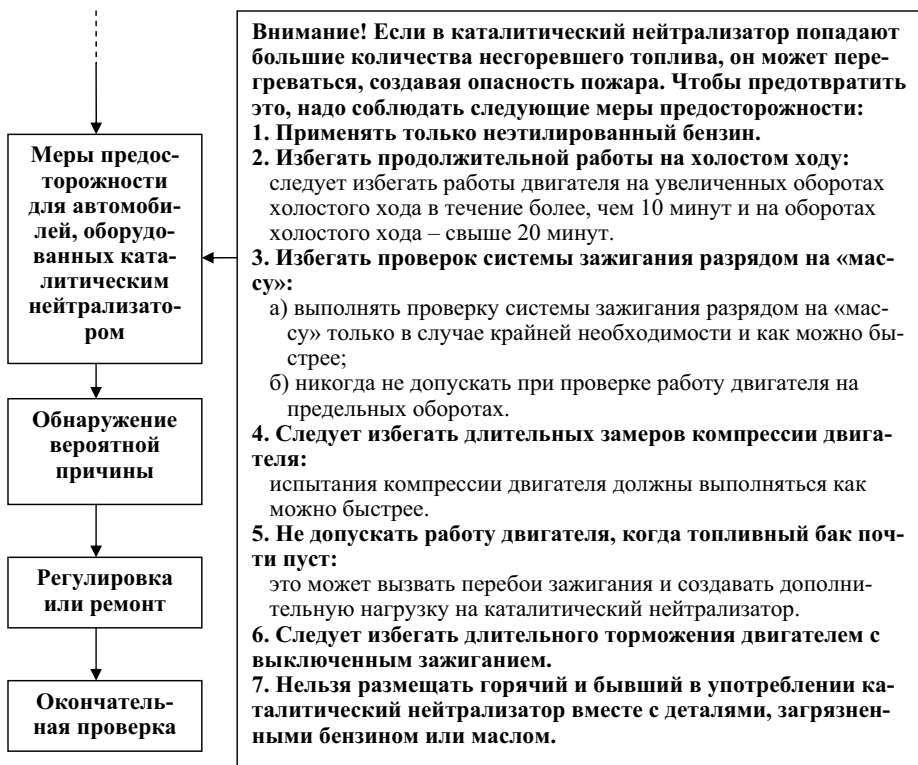 Меры предос-
торожности
для автомоби-
лей, оборудо-
ванных ката-
литическим
нейтрализато-
ром
Обнаружение
вероятной
причины
Регулировка
или ремонт
Окончатель-
ная проверка
Внимание! Если в каталитический нейтрализатор попадают
большие количества несгоревшего топлива, он может пере-
греваться, создавая опасность пожара. Чтобы предотвратить
это, надо соблюдать следующие меры предосторожности:
1. Применять только неэтилированный бензин.
2. Избегать продолжительной работы на холостом ходу:
следует избегать работы двигателя на увеличенных оборотах
холостого хода в течение более, чем 10 минут и на оборотах
холостого хода – свыше 20 минут.
3. Избегать проверок системы зажигания разрядом на «мас-
су»:
а) выполнять проверку системы зажигания разрядом на «мас-
су» только в случае крайней необходимости и как можно бы-
стрее;
б) никогда не допускать при проверке работу двигателя на
предельных оборотах.
4. Следует избегать длительных замеров компрессии двига-
теля:
испытания компрессии двигателя должны выполняться как
можно быстрее.
5. Не допускать работу двигателя, когда топливный бак поч-
ти пуст:
это может вызвать перебои зажигания и создавать дополни-
тельную нагрузку на каталитический нейтрализатор.
6. Следует избегать длительного торможения двигателем с
выключенным зажиганием.
7. Нельзя размещать горячий и бывший в употреблении ка-
талитический нейтрализатор вместе с деталями, загрязнен-
ными бензином или маслом.